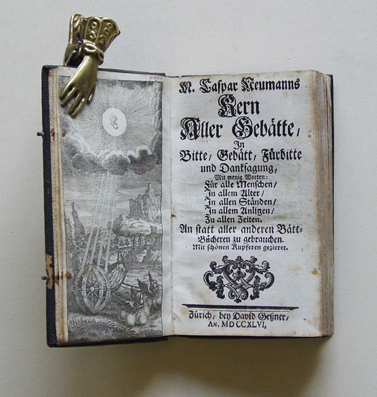 M. Caspar Neumanns
Kern
Aller Gebätte,
In
Bitte, Gebätt, Fürbitte
und Danksagung,
Mit wenig Worten:
Für alle Menschen/
In allem Alter/
In allen Ständen/
In allem Anligen/
Zu allen Zeiten.
An statt aller anderen Bätt-
Bücheren zu gebrauchen.
Mit schönen Kupferen gezieret.
Zürich, bey David Geßner,
An. MDCCXLVI.